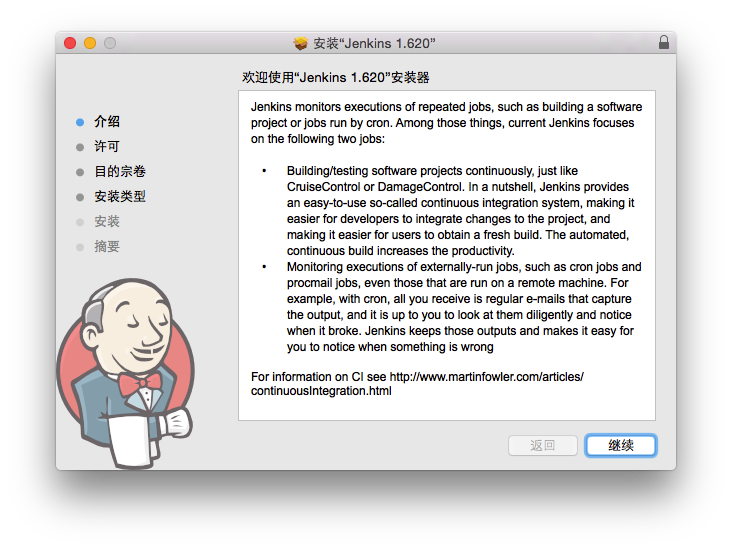 安装“Jenkins 1.620”
欢迎使用“Jenkins 1.620”安装器
介绍
许可
目的宗卷
安装类型
安装
摘要
Jenkins monitors executions of repeated jobs, such as building a software
project or jobs run by cron. Among those things, current Jenkins focuses
on the following two jobs:
▪ Building/testing software projects continuously, just like
CruiseControl or DamageControl. In a nutshell, Jenkins provides
an easy-to-use so-called continuous integration system, making it
easier for developers to integrate changes to the project, and
making it easier for users to obtain a fresh build. The automated,
continuous build increases the productivity.
▪ Monitoring executions of externally-run jobs, such as cron jobs and
procmail jobs, even those that are run on a remote machine. For
example, with cron, all you receive is regular e-mails that capture
the output, and it is up to you to look at them diligently and notice
when it broke. Jenkins keeps those outputs and makes it easy for
you to notice when something is wrong
For information on CI see http://www.martinfowler.com/articles/
continuousIntegration.html
返回
继续